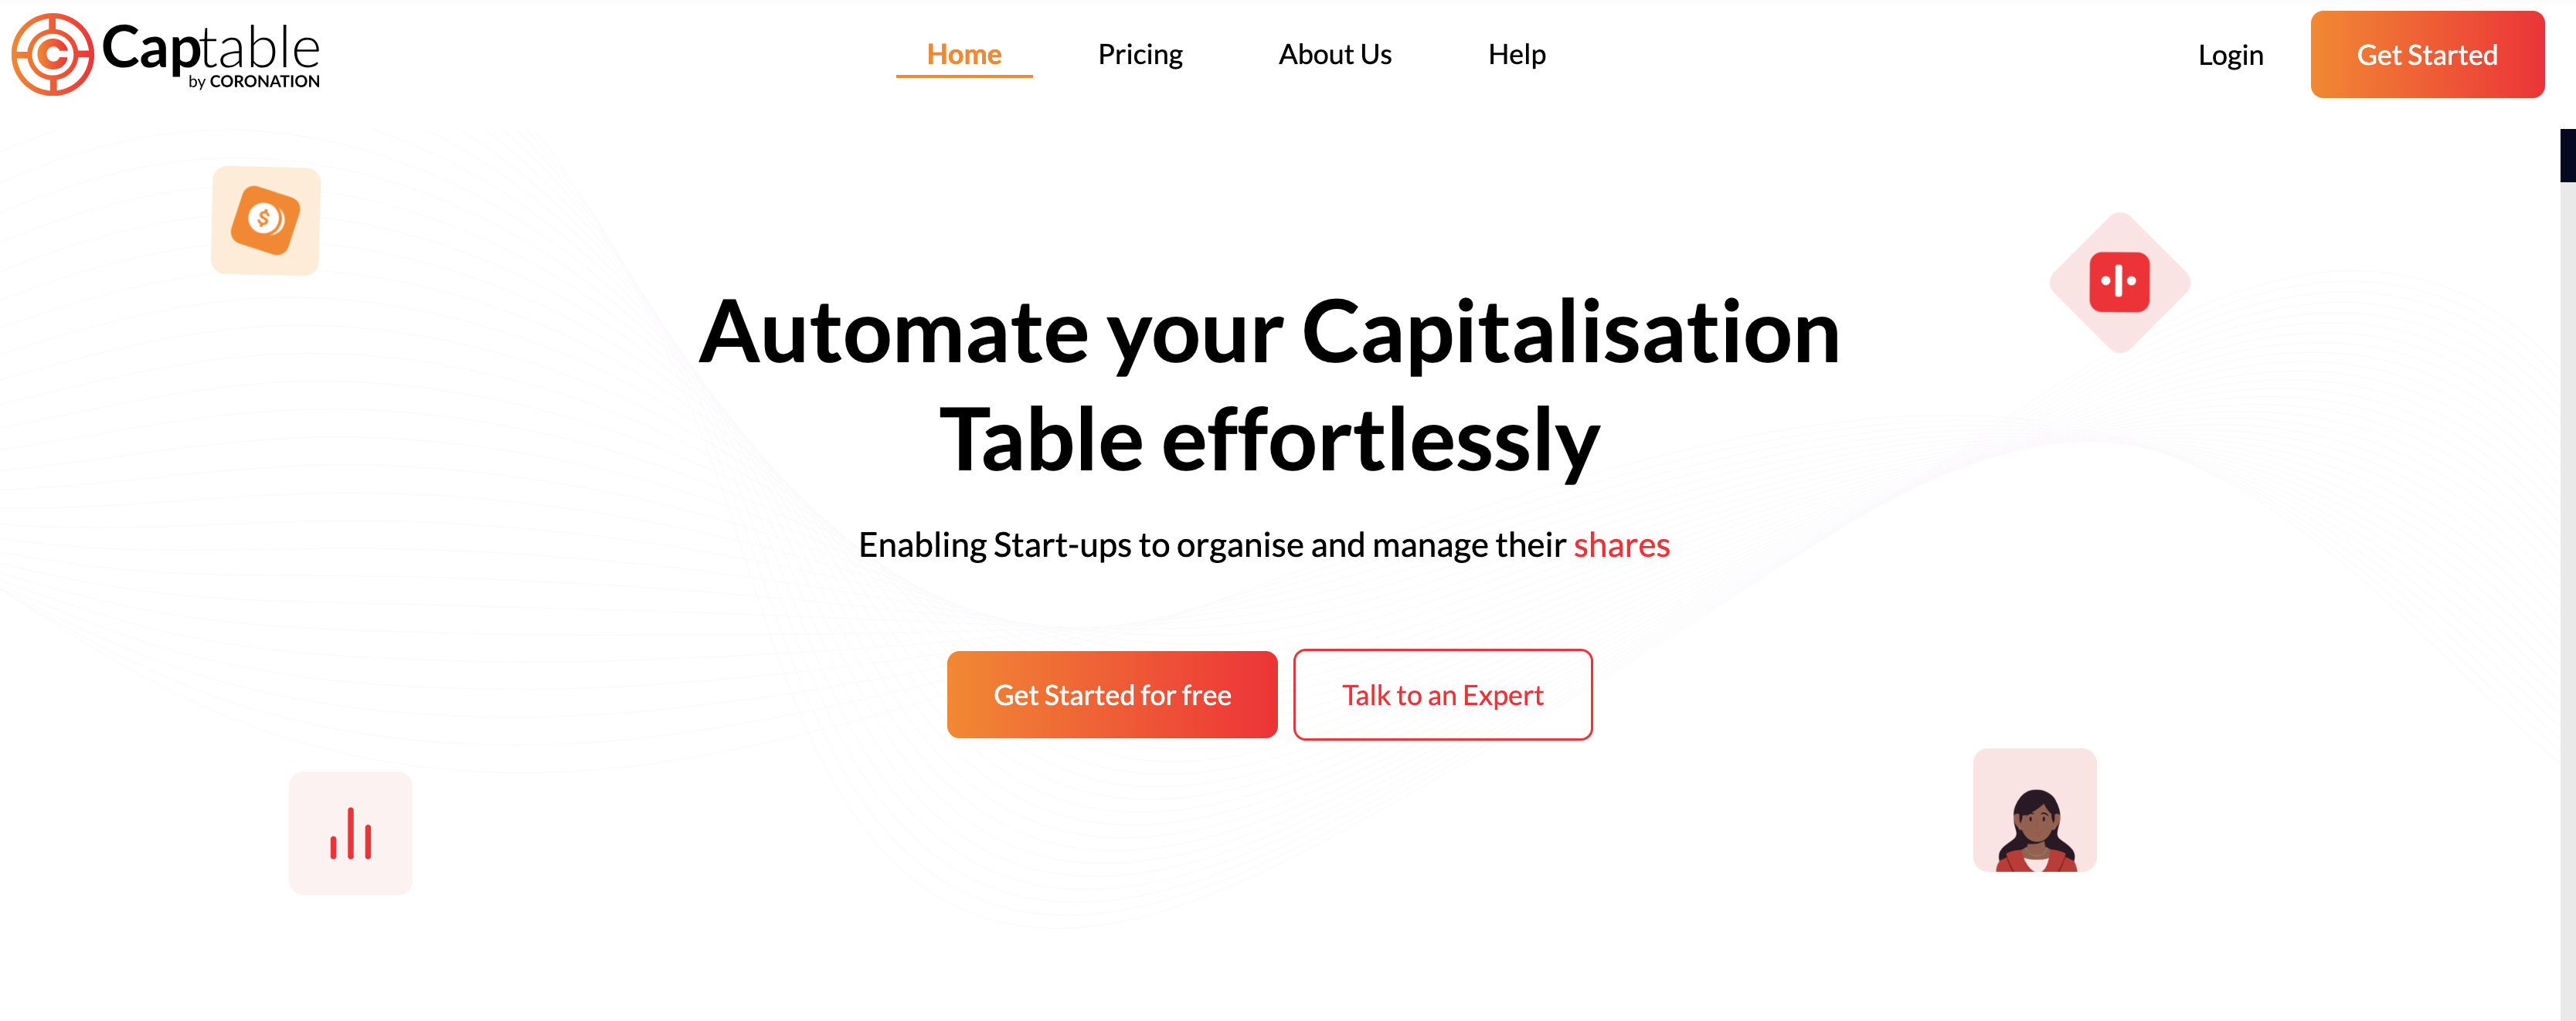 Captable
by CORONATION
Home
Pricing
About Us
Help
Login
Get Started
Automate your Capitalisation
Table effortlessly
Enabling Start-ups to organise and manage their shares
Get Started for free
Talk to an Expert